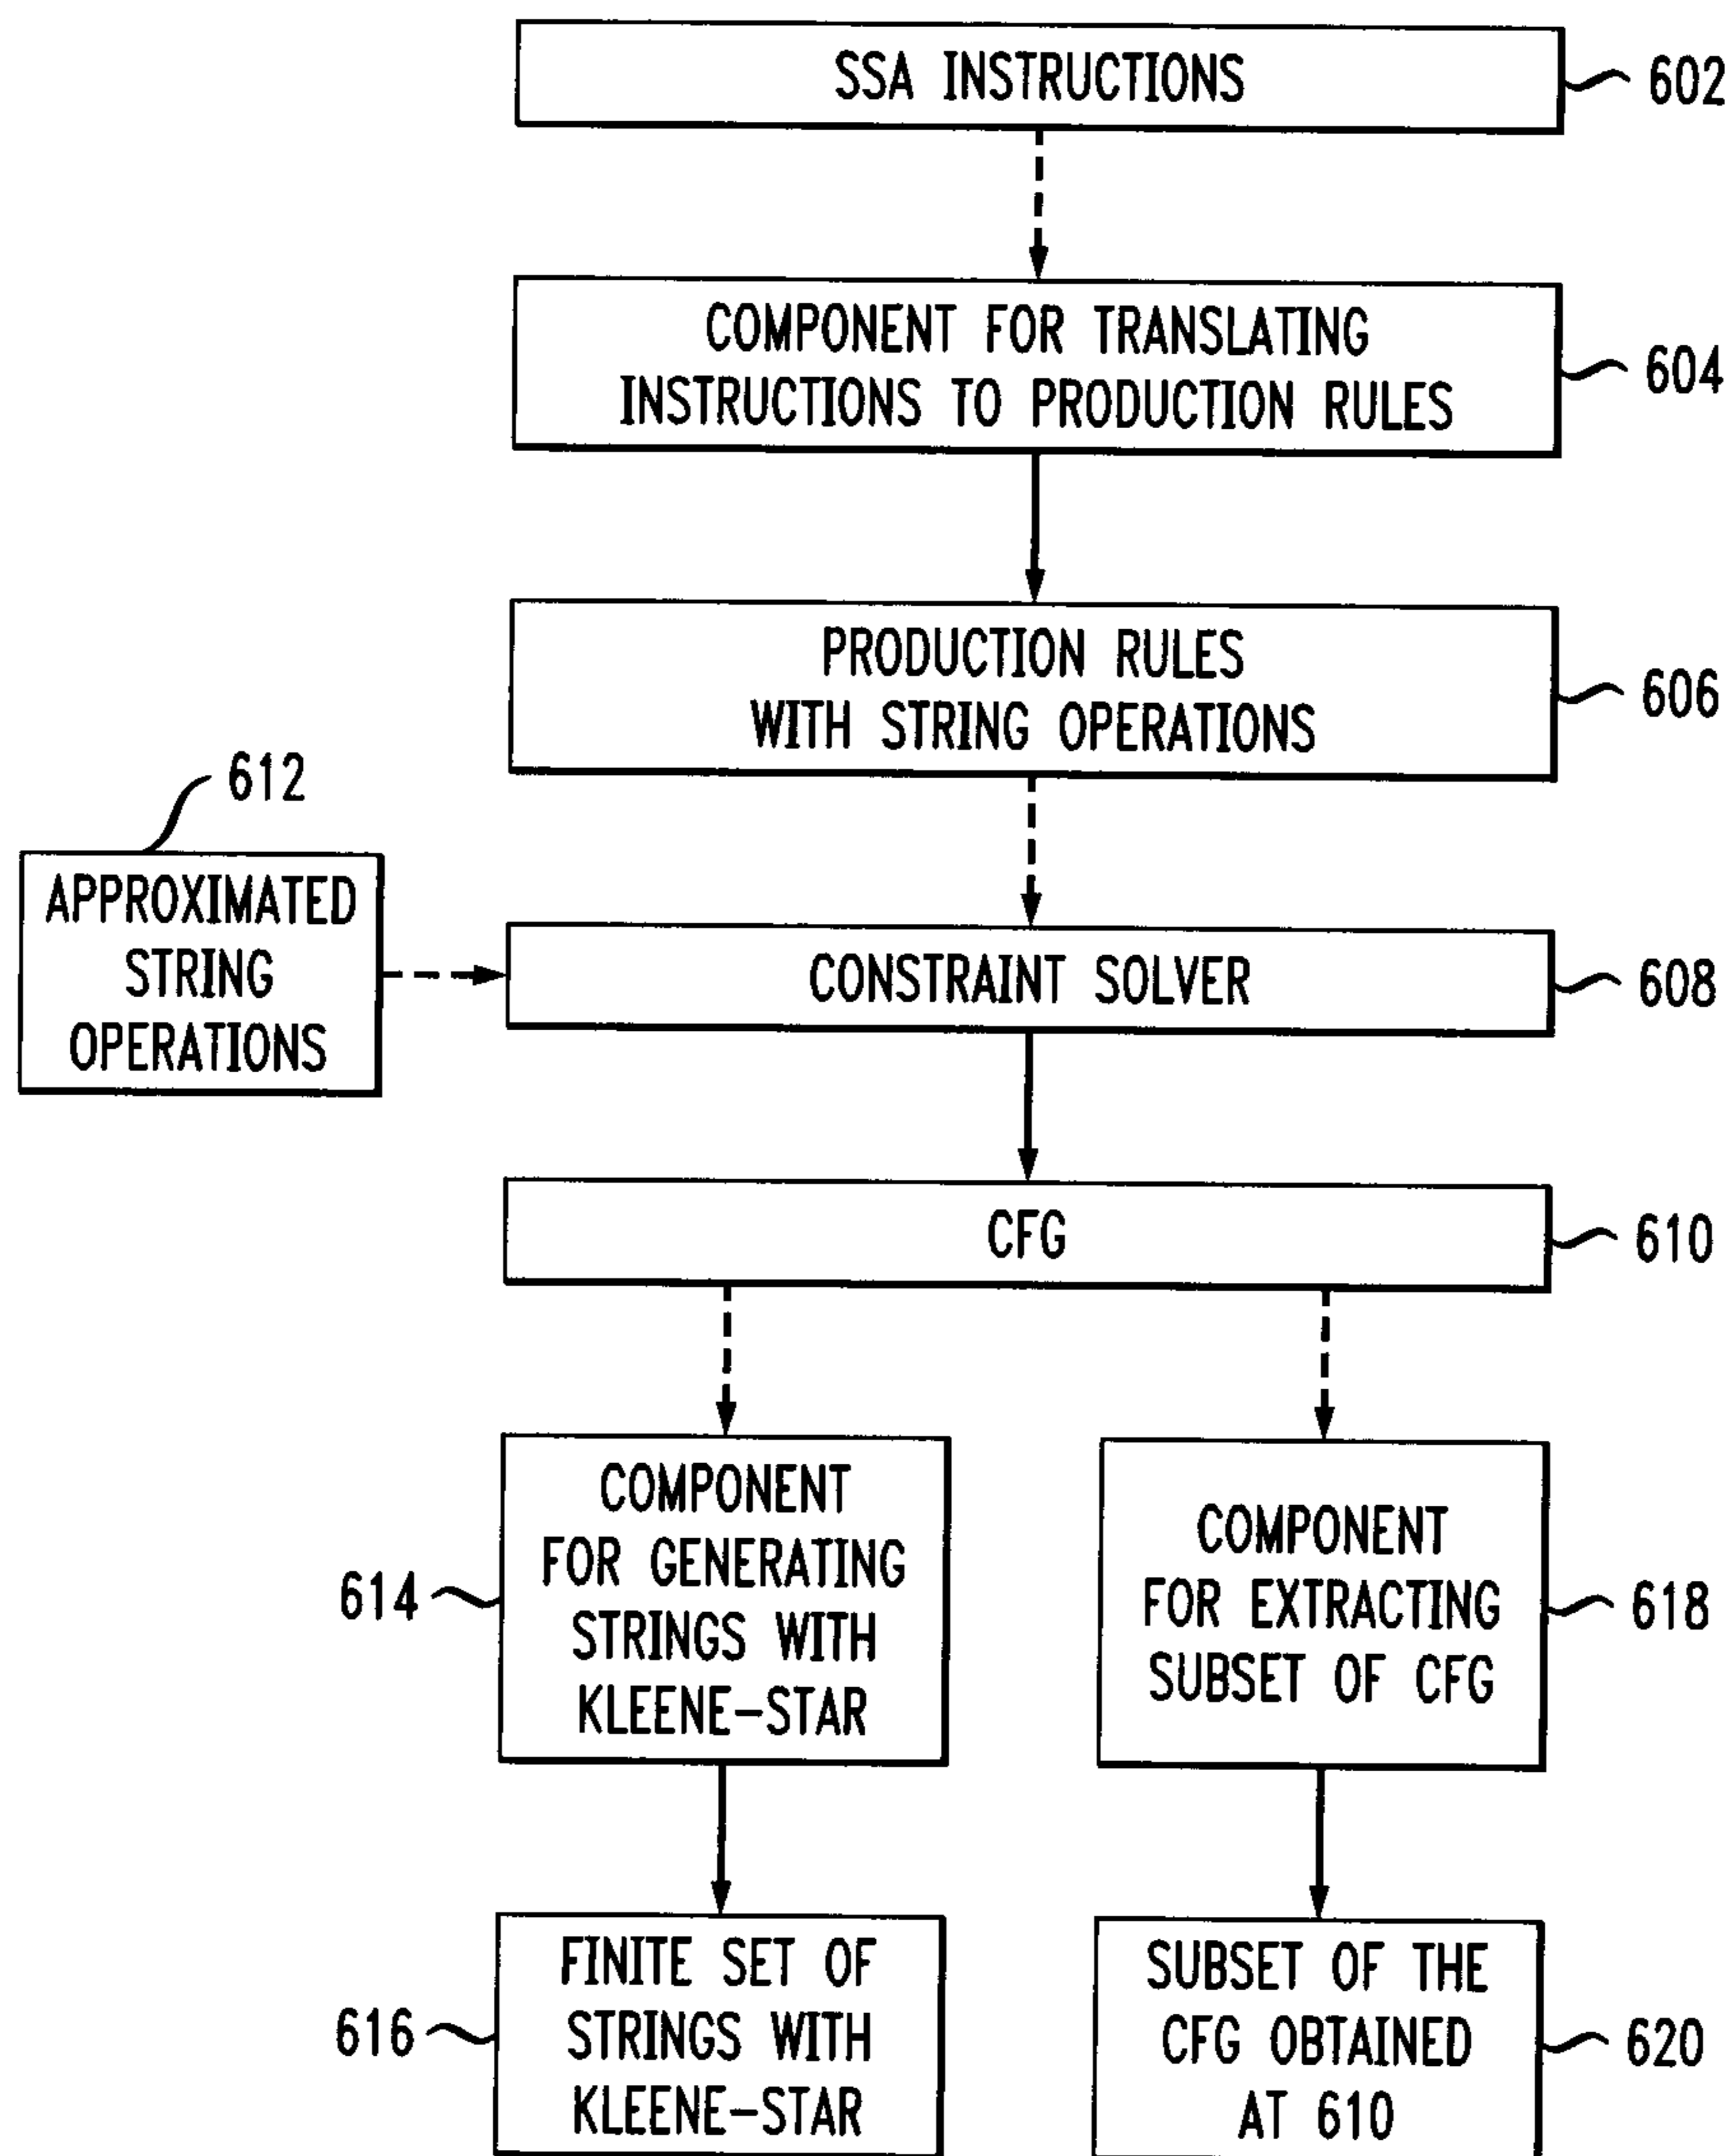 SSA INSTRUCTIONS
602
COMPONENT FOR TRANSLATING
INSTRUCTIONS TO PRODUCTION RULES
604
PRODUCTION RULES
WITH STRING OPERATIONS
606
612
APPROXIMATED
STRING
OPERATIONS
CONSTRAINT SOLVER
608
CFG
610
COMPONENT
FOR GENERATING
STRINGS WITH
KLEENE-STAR
614
COMPONENT
FOR EXTRACTING
SUBSET OF CFG
618
FINITE SET OF
STRINGS WITH
KLEENE-STAR
616
SUBSET OF THE
CFG OBTAINED
AT 610
620